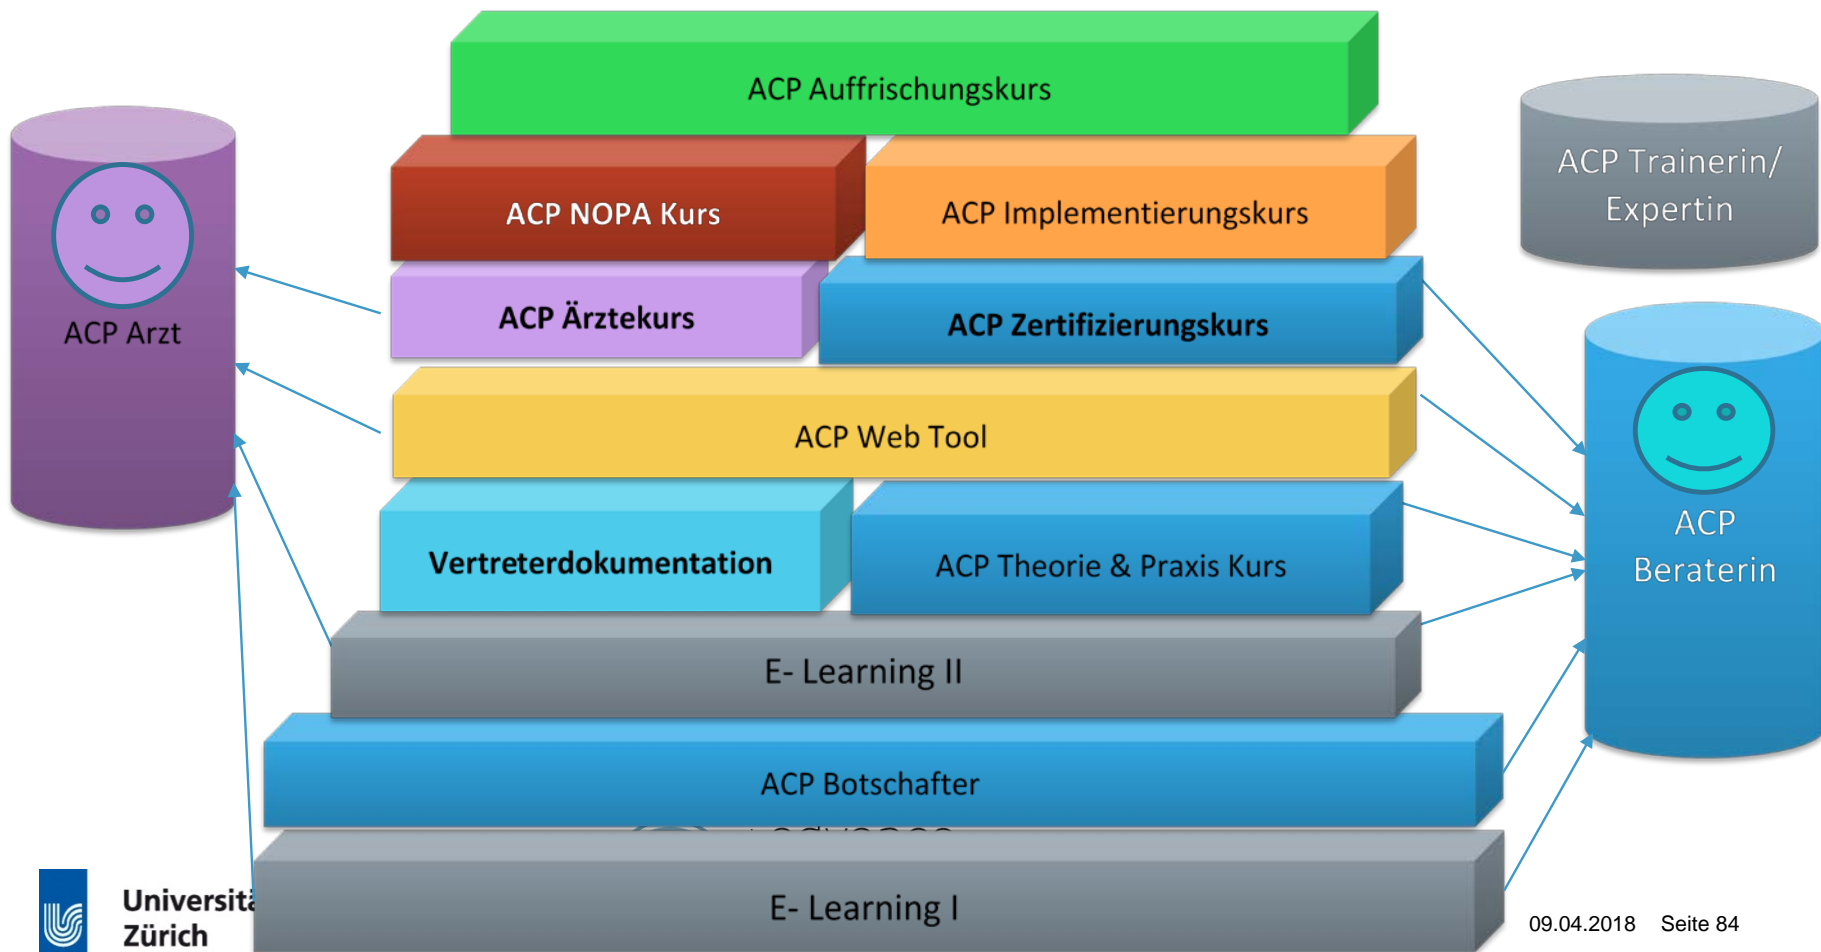 ACP Auffrischungskurs
ACP NOPA Kurs
ACP Implementierungskurs
ACP Trainerin/
Expertin
ACP Arzt
ACP Ärztekurs
ACP Zertifizierungskurs
ACP Web Tool
Vertreterdokumentation
ACP Theorie & Praxis Kurs
ACP
Beraterin
E- Learning II
ACP Botschafter
E- Learning I
Zürich
09.04.2018 Seite 84